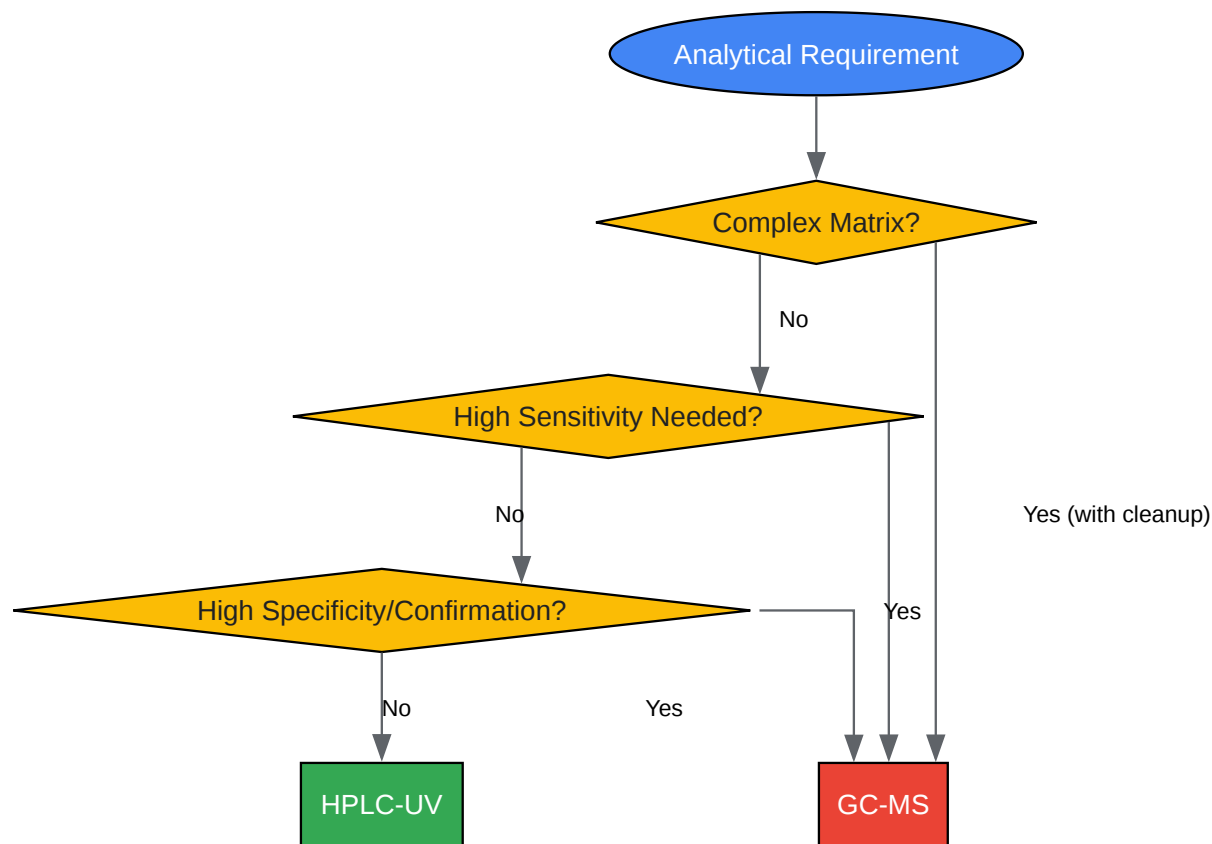 Analytical Requirement
Complex Matrix?
No
High Sensitivity Needed?
No
Yes (with cleanup)
High Specificity/Confirmation?
Yes
No
Yes
HPLC-UV
GC-MS